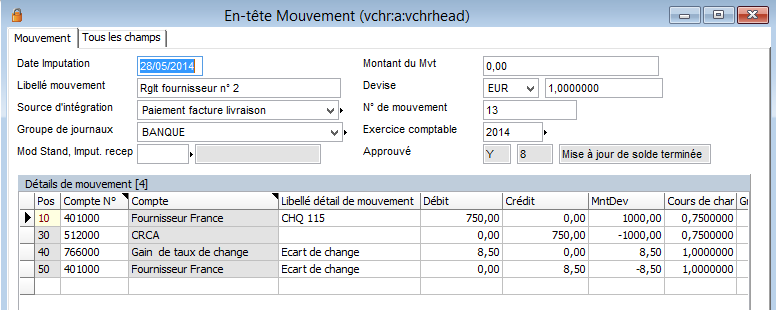 En-tête Mouvement (vchr:a:vchrhead)
Mouvement Tous les champs
Date Imputation 28/05/2014 Montant du Mvt 0,00
Libellé mouvement Rglt fournisseur n° 2 Devise EUR 1,0000000
Source d'intégration Paiement facture livraison N° de mouvement 13
Groupe de journaux BANQUE Exercice comptable 2014
Mod Stand, Imput. recep Approuvé Y 8 Mise à jour de solde terminée
Détails de mouvement [4]
Pos Compte N° Compte Libellé détail de mouvement Débit Crédit MntDev Cours de char Gr
10 401000 Fournisseur France CHQ 115 750,00 0,00 1000,00 0,7500000
30 512000 CRCA 0,00 750,00 -1000,00 0,7500000
40 766000 Gain de taux de change Ecart de change 8,50 0,00 8,50 1,0000000
50 401000 Fournisseur France Ecart de change 0,00 8,50 -8,50 1,0000000